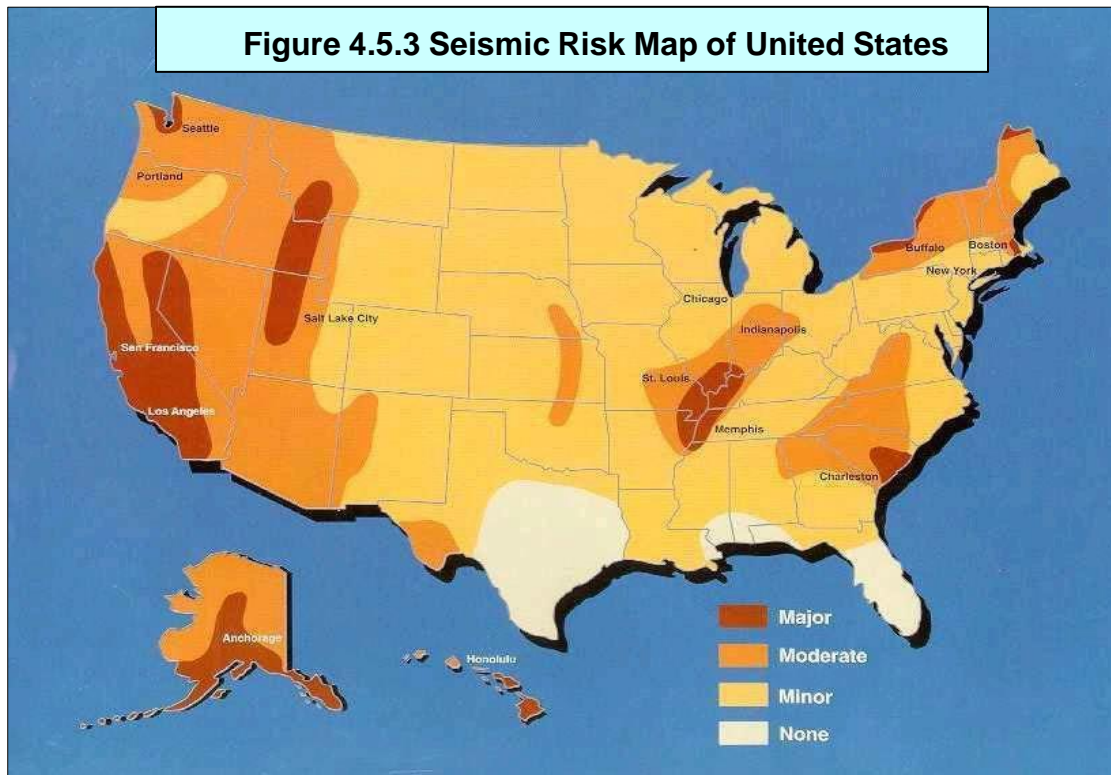 Figure 4.5.3 Seismic Risk Map of United States
Seattle
Portland
Salt Lake City
San Francisco
Los Angeles
Chicago
Indianapolis
St. Louis
Memphis
Charleston
Buffalo
Boston
New York
Anchorage
Honolulu
Major
Moderate
Minor
None